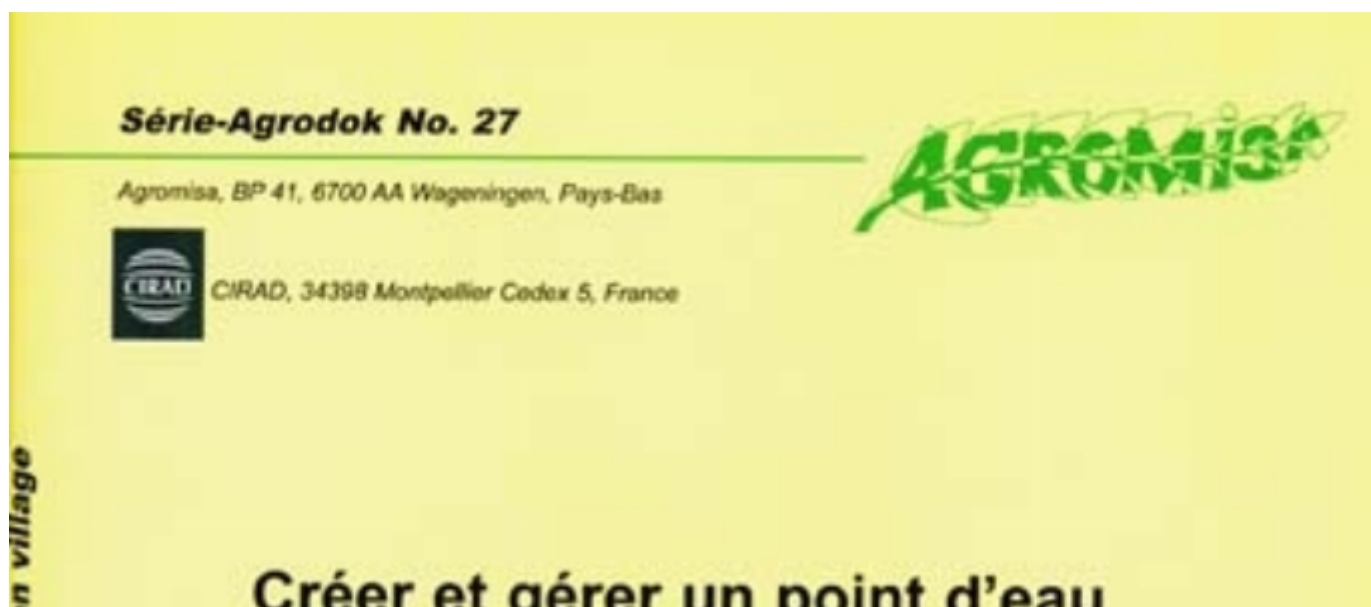 Série-Agrodok No. 27
AGROMISA
Agromisa, BP 41, 6700 AA Wageningen, Pays-Bas
CIRAD
CIRAD, 34398 Montpellier Cedex 5, France
village
Créer et gérer un point d'eau